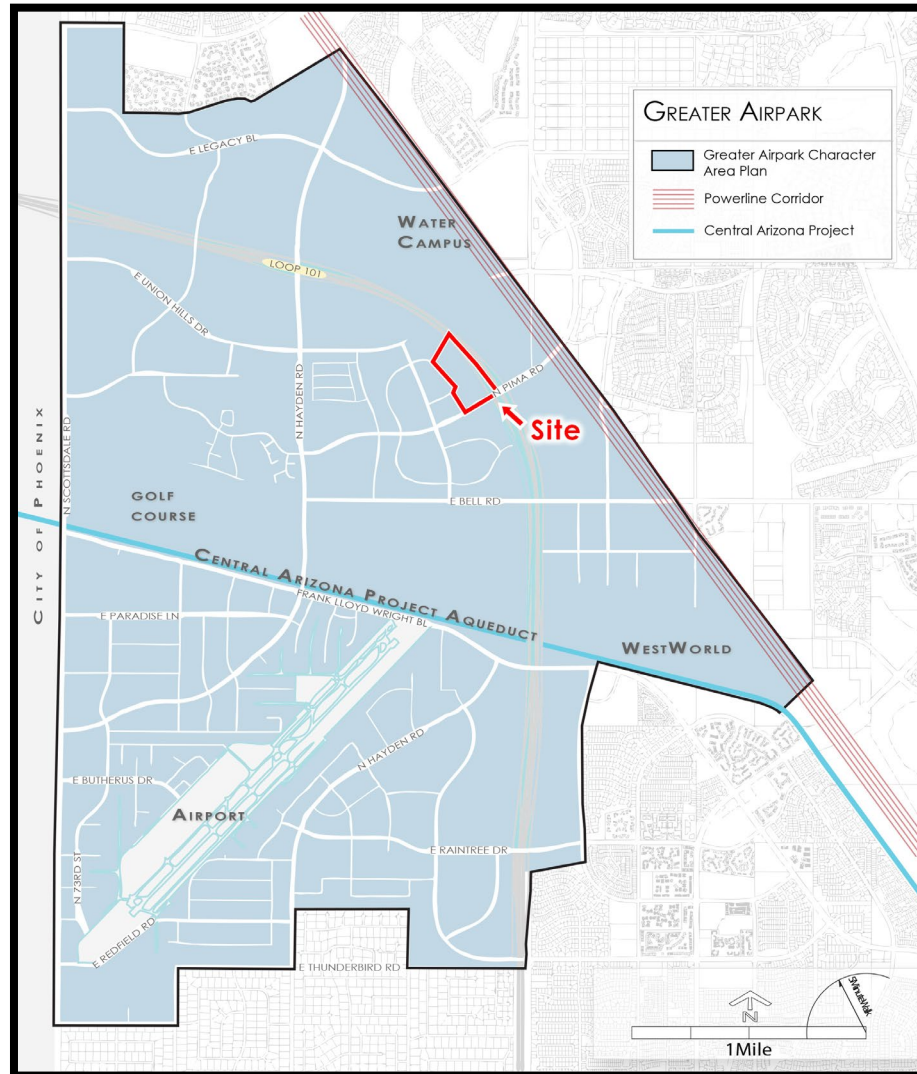 GREATER AIRPARK
Greater Airpark Character
Area Plan
Powerline Corridor
Central Arizona Project
E LEGACY BL
WATER
CAMPUS
LOOP 101
E UNION HILLS DR
N HAYDEN RD
N PIMA RD
Site
N SCOTTSDALE RD
CITY OF PHOENIX
E BELL RD
GOLF
COURSE
CENTRAL ARIZONA PROJECT AQUEDUCT
FRANK LLOYD WRIGHT BL
E PARADISE LN
WESTWORLD
N HAYDEN RD
E BUTHERUS DR
AIRPORT
E RAINTREE DR
N 73RD ST
E REDFIELD RD
E THUNDERBIRD RD
5MinuteWalk
N
1Mile